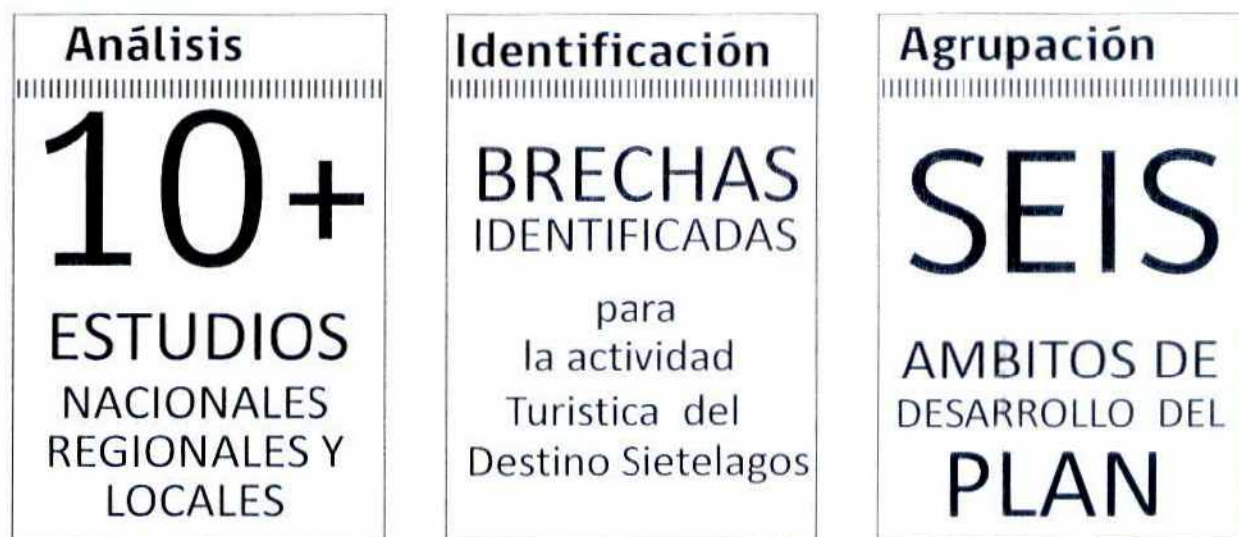 Análisis
10+
ESTUDIOS
NACIONALES
REGIONALES Y
LOCALES
Identificación
BRECHAS
IDENTIFICADAS
para
la actividad
Turistica del
Destino Sietelagos
Agrupación
SEIS
AMBITOS DE
DESARROLLO DEL
PLAN